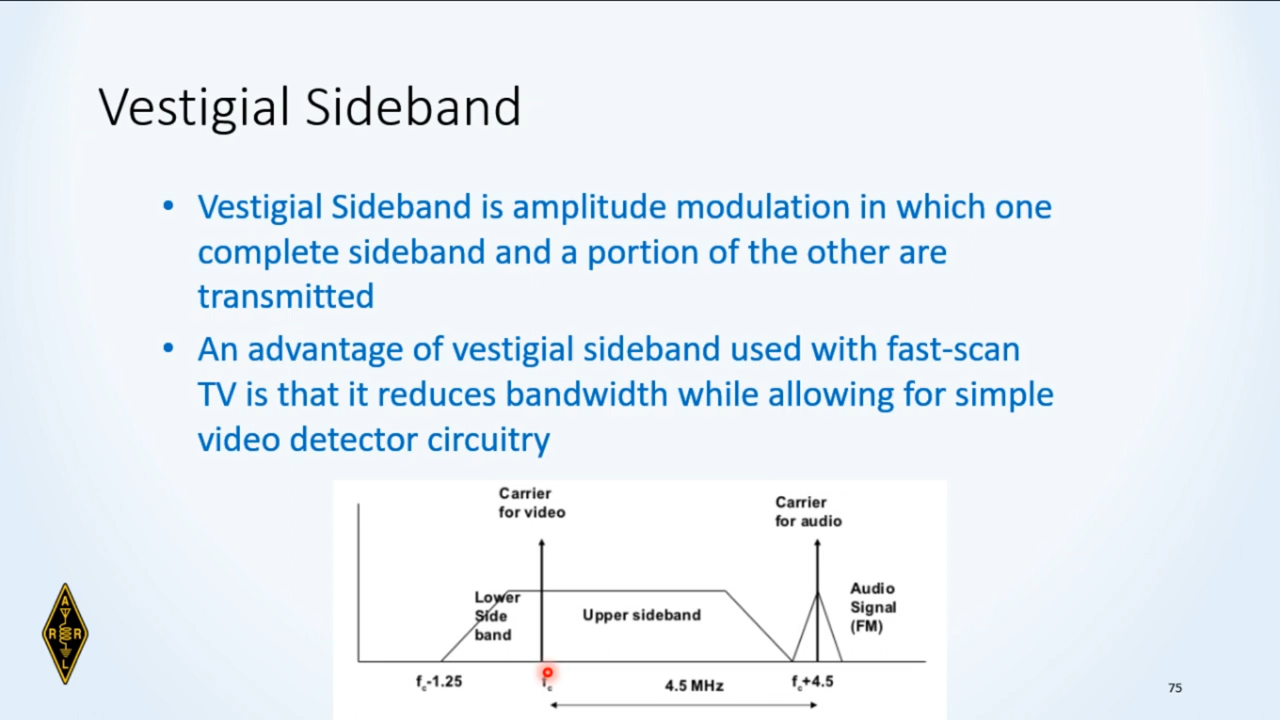 Vestigial Sideband
• Vestigial Sideband is amplitude modulation in which one
complete sideband and a portion of the other are
transmitted
• An advantage of vestigial sideband used with fast-scan
TV is that it reduces bandwidth while allowing for simple
video detector circuitry
Carrier
for video
Carrier
for audio
Lower
Side
band
Upper sideband
Audio
Signal
(FM)
fc-1.25
4.5 MHz
fc+4.5
A
R R
L
75